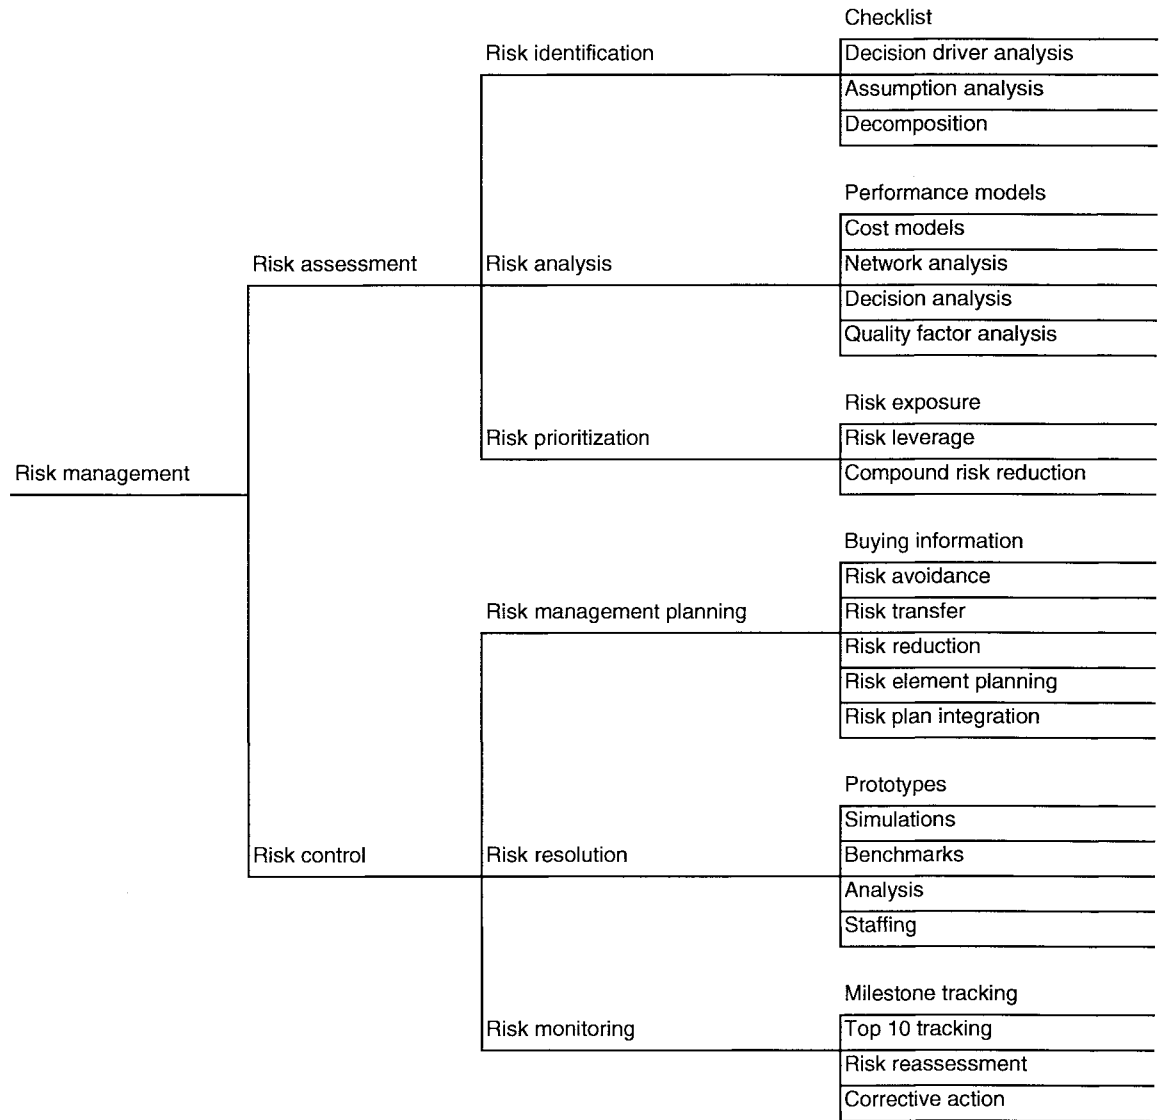 Risk management
Risk assessment
Risk identification
Checklist
Decision driver analysis
Assumption analysis
Decomposition
Risk analysis
Performance models
Cost models
Network analysis
Decision analysis
Quality factor analysis
Risk prioritization
Risk exposure
Risk leverage
Compound risk reduction
Risk control
Risk management planning
Buying information
Risk avoidance
Risk transfer
Risk reduction
Risk element planning
Risk plan integration
Risk resolution
Prototypes
Simulations
Benchmarks
Analysis
Staffing
Risk monitoring
Milestone tracking
Top 10 tracking
Risk reassessment
Corrective action